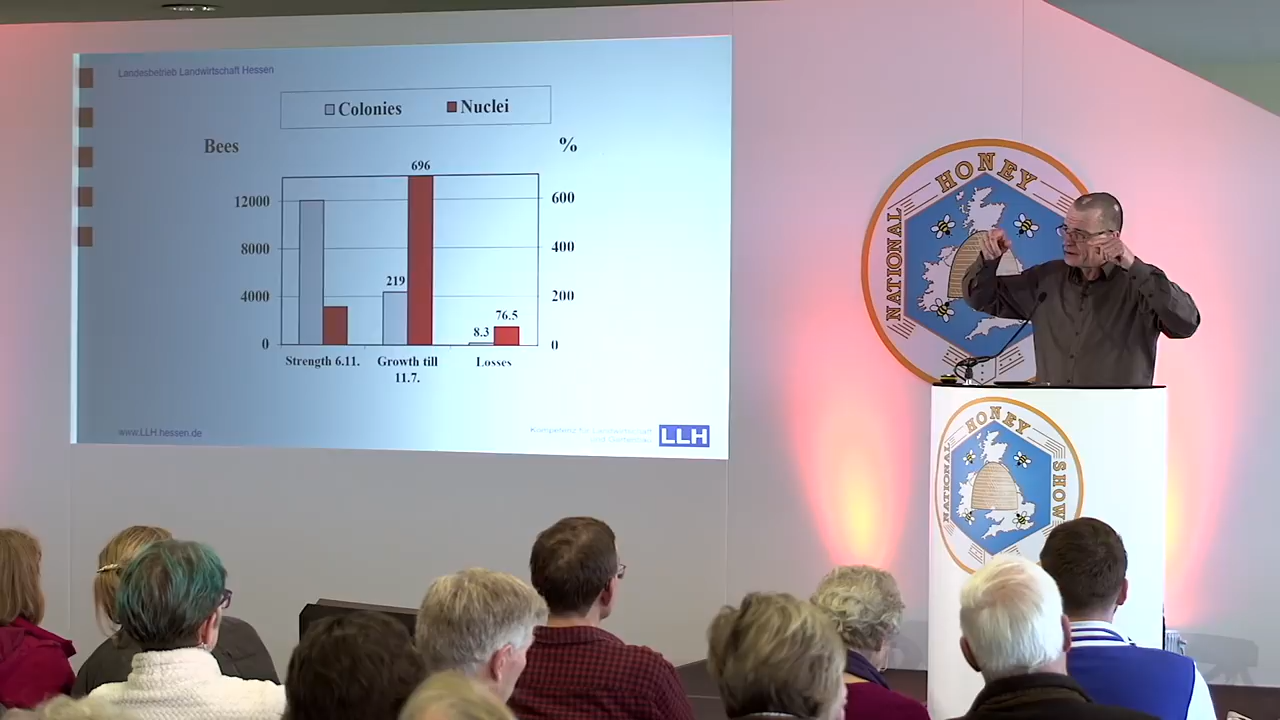 Landesbetrieb Landwirtschaft Hessen
Colonies Nuclei
Bees %
696
12000 600
8000 400
219
4000 200
8.3 76.5
0 0
Strength 6.11. Growth till 11.7. Losses
www.LLH.hessen.de
LLH
NATIONAL HONEY
NATIONAL HONEY SHOW